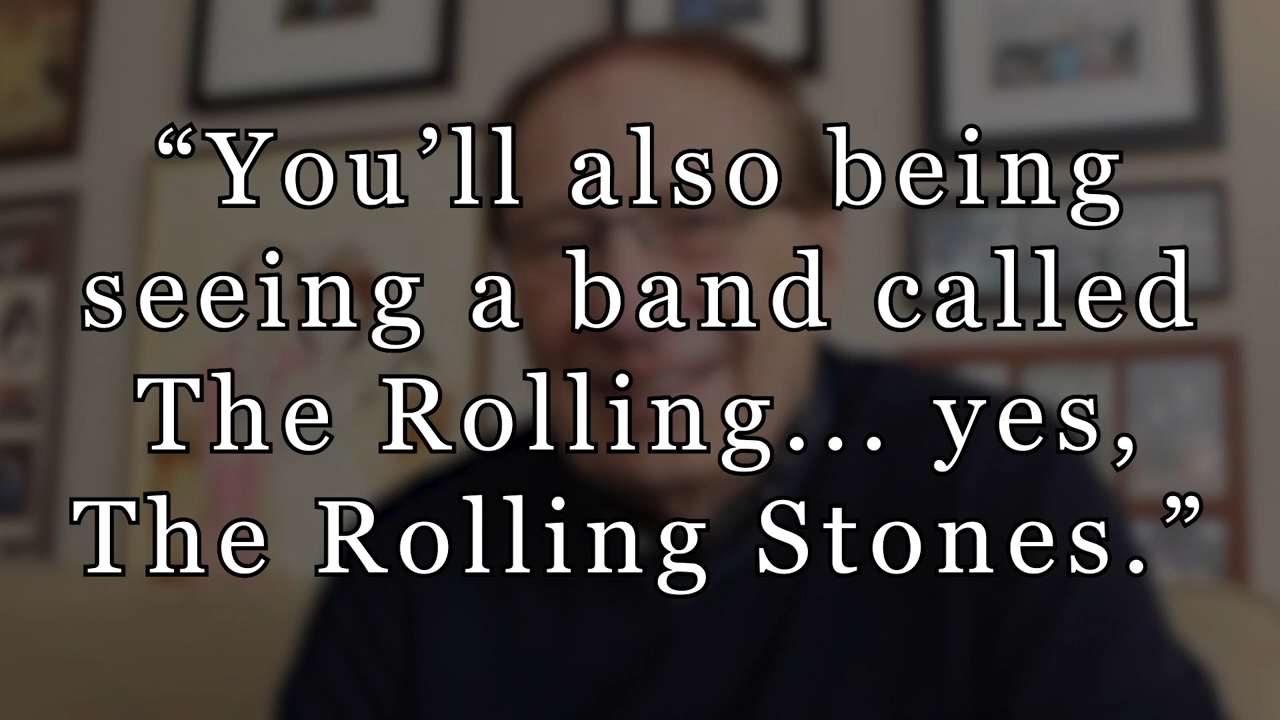 “You’ll also being
seeing a band called
The Rolling... yes,
The Rolling Stones.”